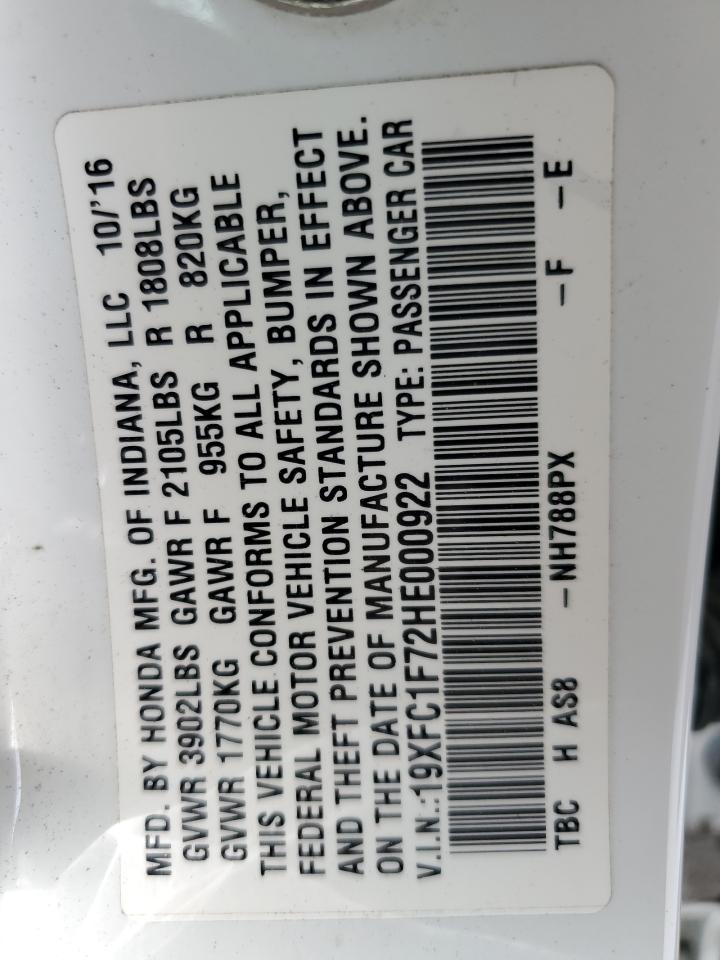 MFD. BY HONDA MFG. OF INDIANA, LLC 10/'16
GVWR 3902LBS GAWR F 2105LBS R 1808LBS
GVWR 1770KG GAWR F 955KG R 820KG
THIS VEHICLE CONFORMS TO ALL APPLICABLE
FEDERAL MOTOR VEHICLE SAFETY, BUMPER,
AND THEFT PREVENTION STANDARDS IN EFFECT
ON THE DATE OF MANUFACTURE SHOWN ABOVE.
V.I.N.:19XFC1F72HE000922 TYPE: PASSENGER CAR
TBC H AS8 -NH788PX -F -E